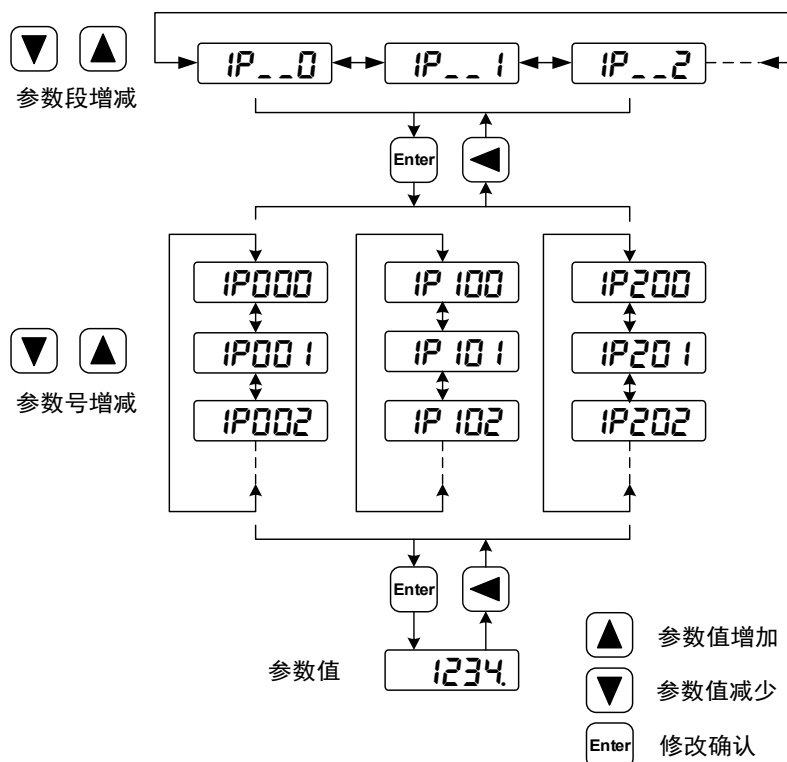 1P__0 1P__1 1P__2
参数段增减
Enter
1P000 1P100 1P200
1P001 1P101 1P201
参数号增减
1P002 1P102 1P202
Enter
参数值 1234.
参数值增加
参数值减少
Enter 修改确认